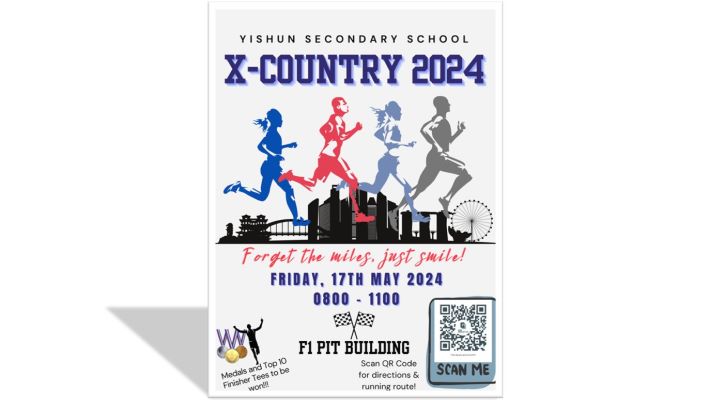 YISHUN SECONDARY SCHOOL
X-COUNTRY 2024
Forget the miles, just smile!
FRIDAY, 17TH MAY 2024
0800 - 1100
F1 PIT BUILDING
Medals and Top 10
Finisher Tees to be
won!!!
Scan QR Code
for directions &
running route!
SCAN ME